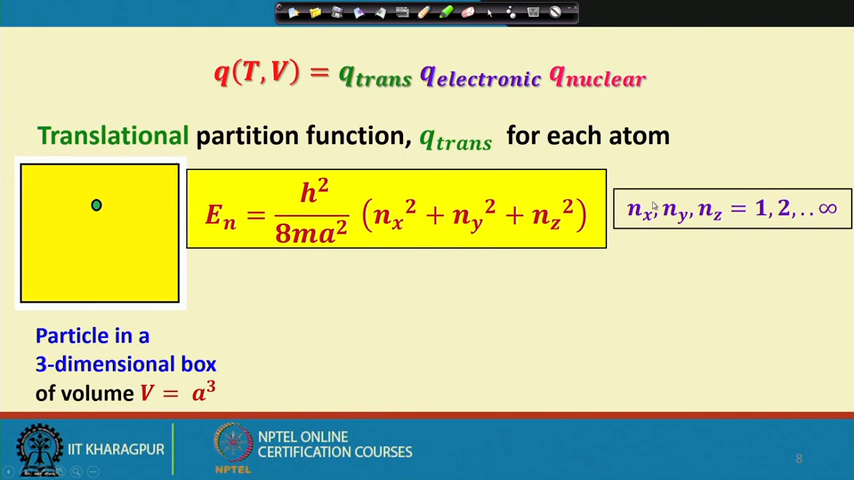 q(T, V) = q_trans q_electronic q_nuclear
Translational partition function, q_trans for each atom
E_n = h²/8ma² (n_x² + n_y² + n_z²)
n_x, n_y, n_z = 1, 2, . . ∞
Particle in a
3-dimensional box
of volume V = a³
IIT KHARAGPUR
NPTEL
NPTEL ONLINE
CERTIFICATION COURSES
8